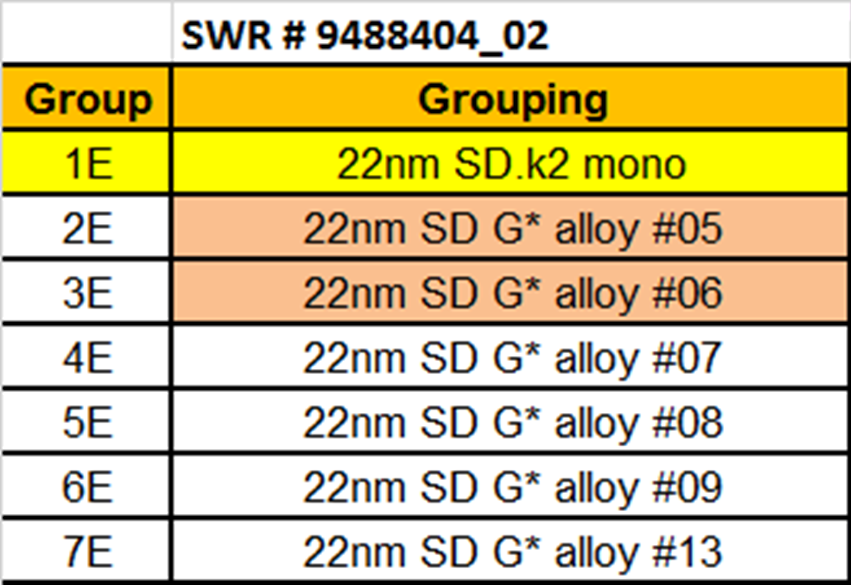 SWR # 9488404_02
Group Grouping
1E 22nm SD.k2 mono
2E 22nm SD G* alloy #05
3E 22nm SD G* alloy #06
4E 22nm SD G* alloy #07
5E 22nm SD G* alloy #08
6E 22nm SD G* alloy #09
7E 22nm SD G* alloy #13